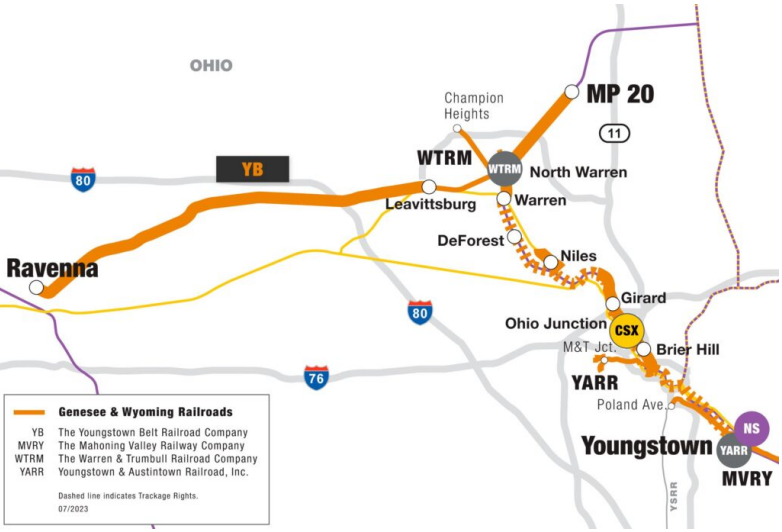 OHIO
MP 20
Champion
Heights
11
WTRM
WTRM
North Warren
80
YB
Leavittsburg
Warren
DeForest
Niles
Ravenna
Girard
80
Ohio Junction
CSX
M&T Jct.
Brier Hill
76
YARR
Poland Ave.
NS
Youngstown
YARR
MVRY
YSRR
Genesee & Wyoming Railroads
YB The Youngstown Belt Railroad Company
MVRY The Mahoning Valley Railway Company
WTRM The Warren & Trumbull Railroad Company
YARR Youngstown & Austintown Railroad, Inc.
Dashed line indicates Trackage Rights.
07/2023